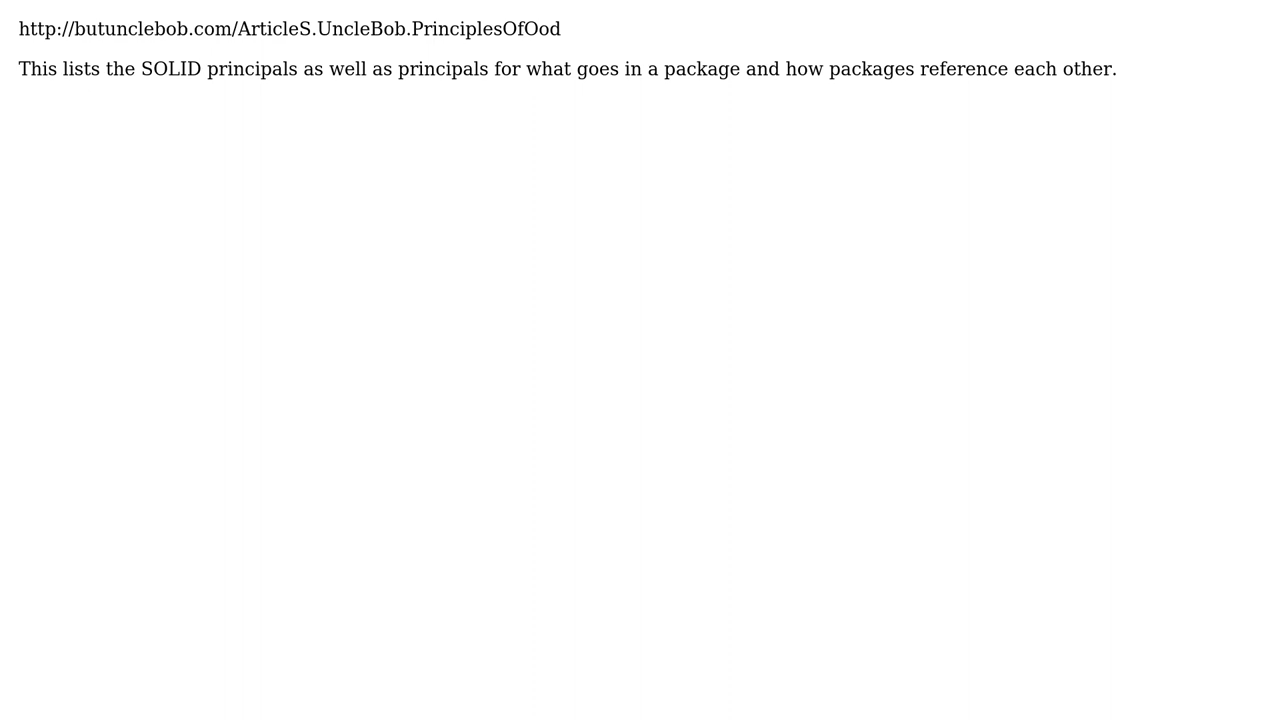 http://butunclebob.com/ArticleS.UncleBob.PrinciplesOfOod
This lists the SOLID principals as well as principals for what goes in a package and how packages reference each other.